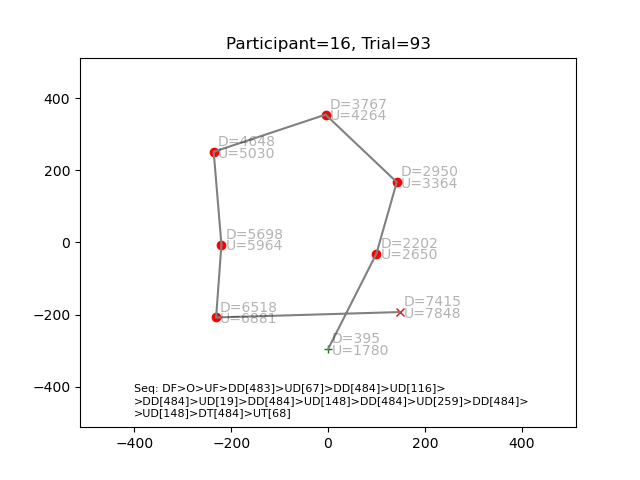 Participant=16, Trial=93
400
200
0
−200
−400
−400
−200
0
200
400
D=3767
U=4264
D=4648
U=5030
D=2950
U=3364
D=5698
U=5964
D=2202
U=2650
D=6518
U=6881
D=7415
U=7848
D=395
U=1780
Seq: DF>O>UF>DD[483]>UD[67]>DD[484]>UD[116]>
>DD[484]>UD[19]>DD[484]>UD[148]>DD[484]>UD[259]>DD[484]>
>UD[148]>DT[484]>UT[68]